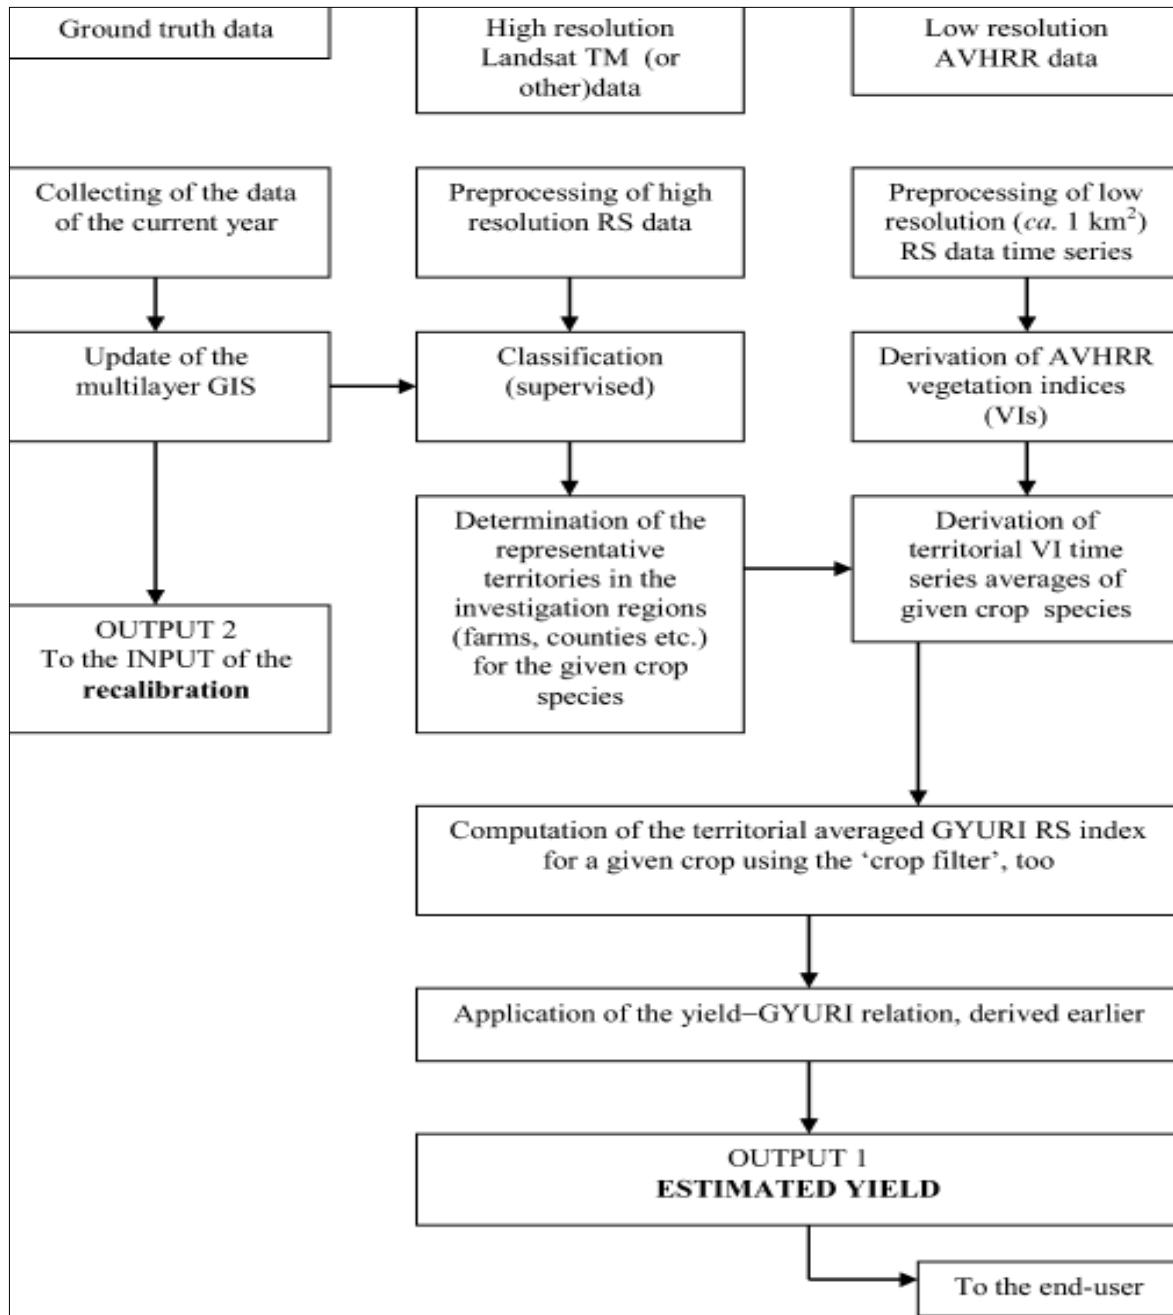 Ground truth data
High resolution
Landsat TM (or
other)data
Low resolution
AVHRR data
Collecting of the data
of the current year
Preprocessing of high
resolution RS data
Preprocessing of low
resolution (ca. 1 km²)
RS data time series
Update of the
multilayer GIS
Classification
(supervised)
Derivation of AVHRR
vegetation indices
(VIs)
OUTPUT 2
To the INPUT of the
recalibration
Determination of the
representative
territories in the
investigation regions
(farms, counties etc.)
for the given crop
species
Derivation of
territorial VI time
series averages of
given crop species
Computation of the territorial averaged GYURI RS index
for a given crop using the ‘crop filter’, too
Application of the yield–GYURI relation, derived earlier
OUTPUT 1
ESTIMATED YIELD
To the end-user